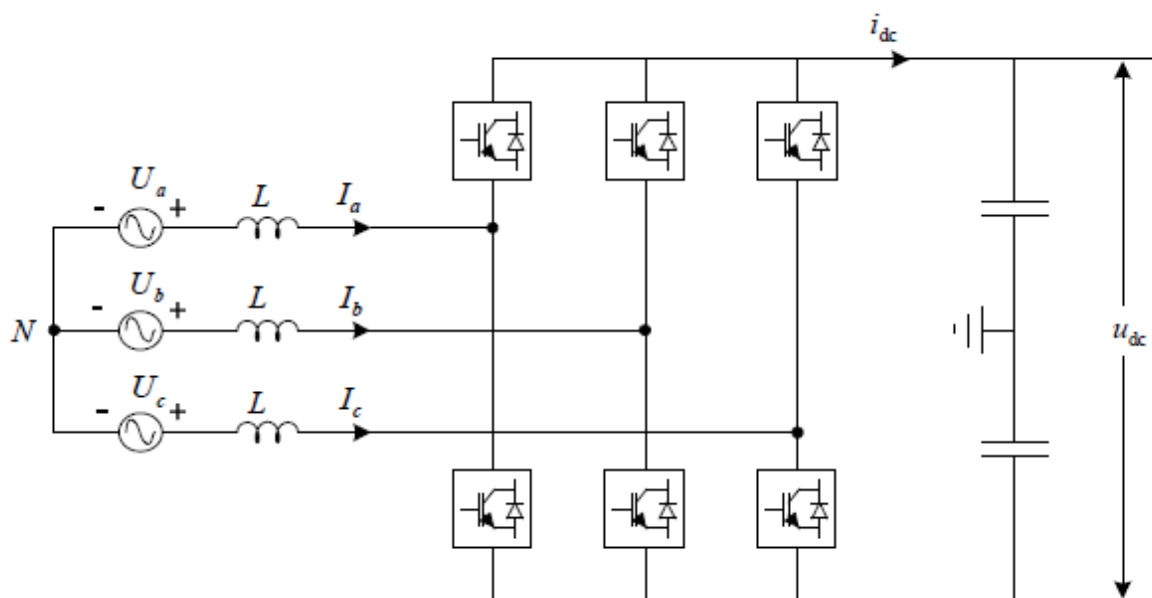 i_dc
U_a
- +
L
I_a
U_b
- +
L
I_b
N
u_dc
U_c
- +
L
I_c